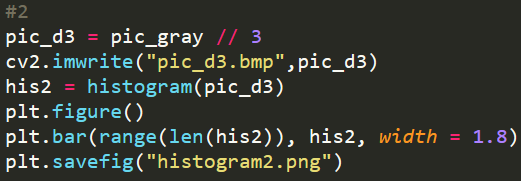 #2
pic_d3 = pic_gray // 3
cv2.imwrite("pic_d3.bmp",pic_d3)
his2 = histogram(pic_d3)
plt.figure()
plt.bar(range(len(his2)), his2, width = 1.8)
plt.savefig("histogram2.png")